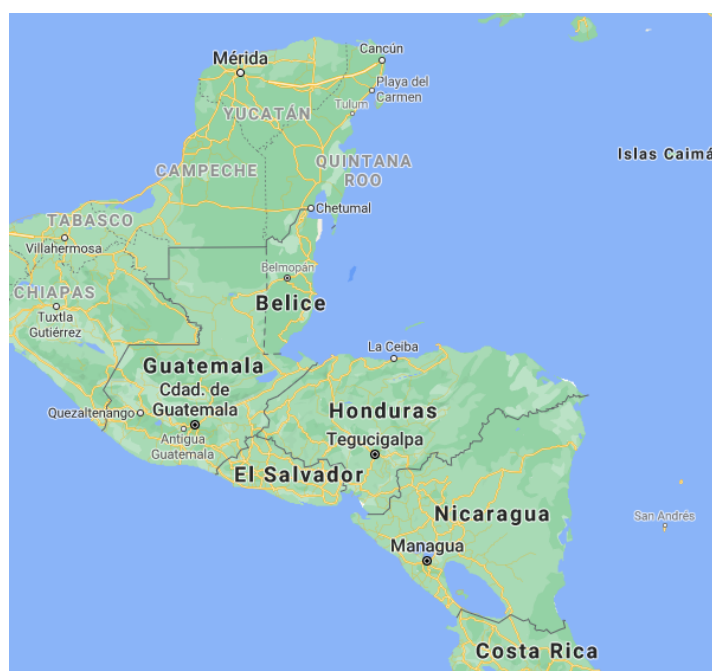 Cancún
Mérida
Playa del
Carmen
Tulum
YUCATÁN
Islas Caimá
QUINTANA
ROO
CAMPECHE
Chetumal
TABASCO
Villahermosa
Belmopán
CHIAPAS
Belice
Tuxtla
Gutiérrez
La Ceiba
Guatemala
Cdad. de
Guatemala
Quezaltenango
Honduras
Antigua
Guatemala
Tegucigalpa
El Salvador
Nicaragua
San Andrés
Managua
Costa Rica